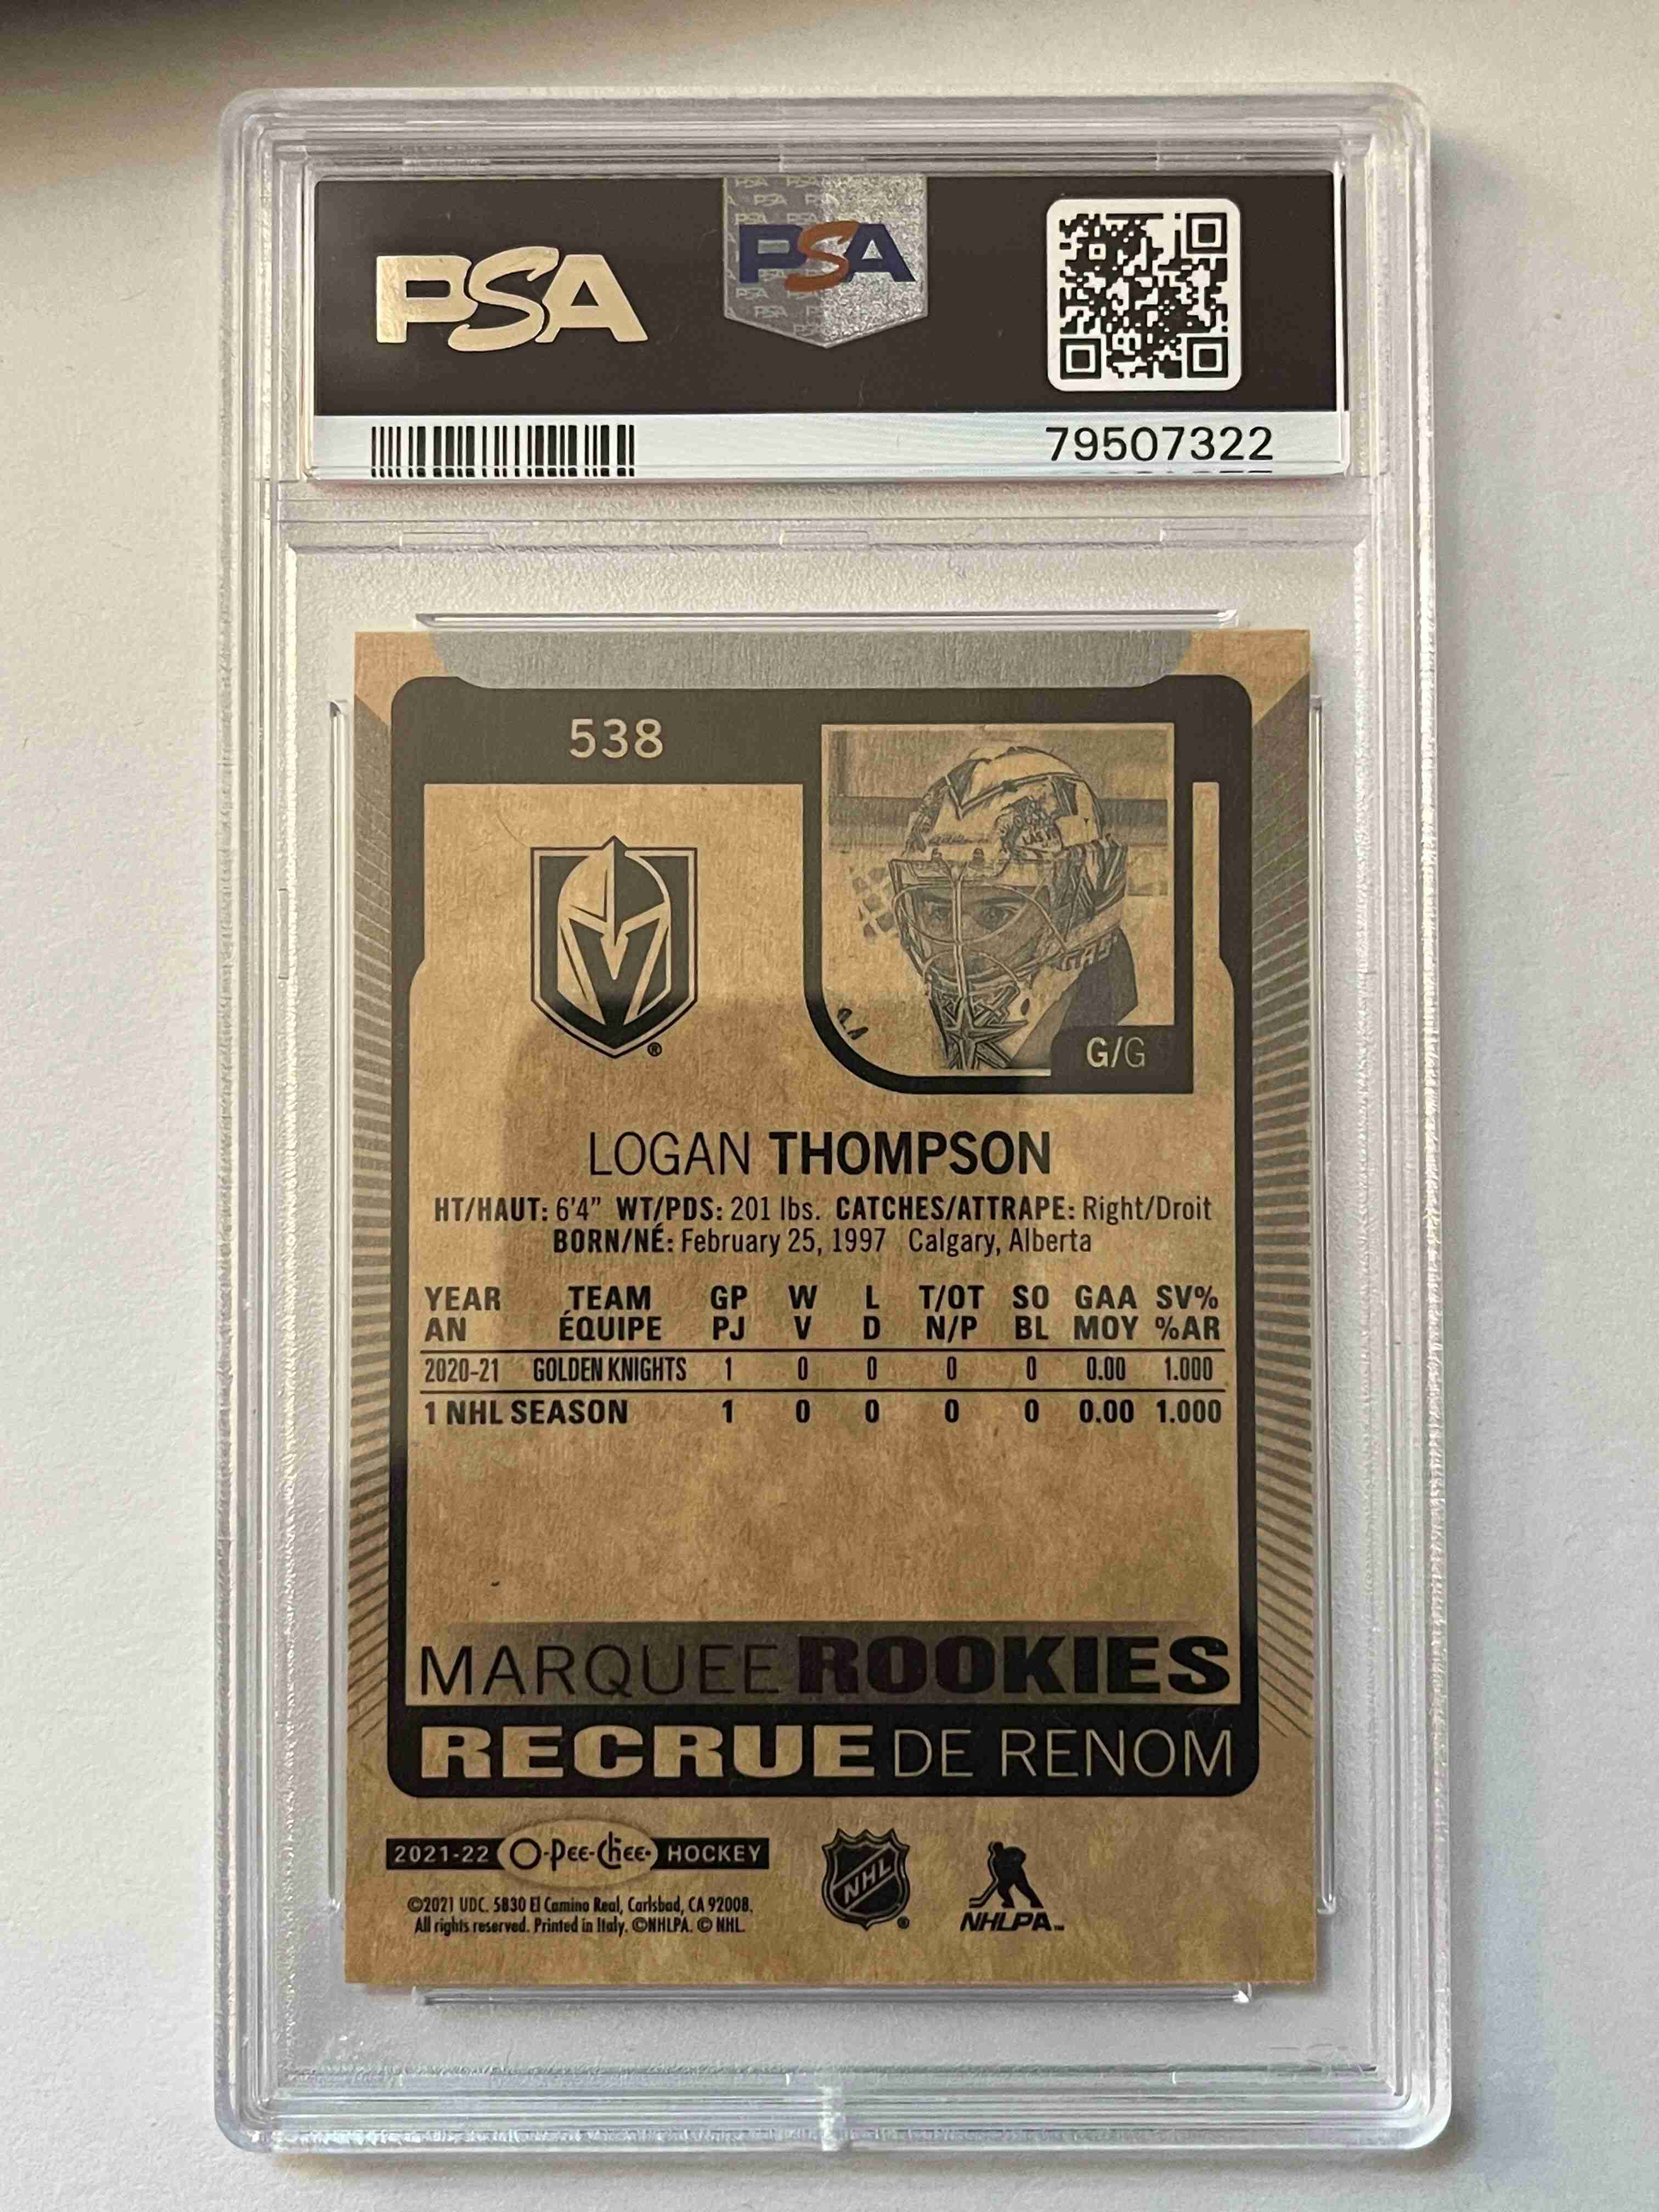 PSA
PSA
79507322
538
LAS
GAS
G/G
LOGAN THOMPSON
HT/HAUT: 6'4” WT/PDS: 201 lbs. CATCHES/ATTRAPE: Right/Droit
BORN/NÉ: February 25, 1997 Calgary, Alberta
YEAR TEAM GP W L T/OT SO GAA SV%
AN ÉQUIPE PJ V D N/P BL MOY %AR
2020-21 GOLDEN KNIGHTS 1 0 0 0 0 0.00 1.000
1 NHL SEASON 1 0 0 0 0 0.00 1.000
MARQUEE ROOKIES
RECRUE DE RENOM
2021-22 O-Pee-Chee HOCKEY
©2021 UDC. 5830 El Camino Real, Carlsbad, CA 92008.
All rights reserved. Printed in Italy. ©NHLPA. © NHL.
NHL ®
NHLPA™